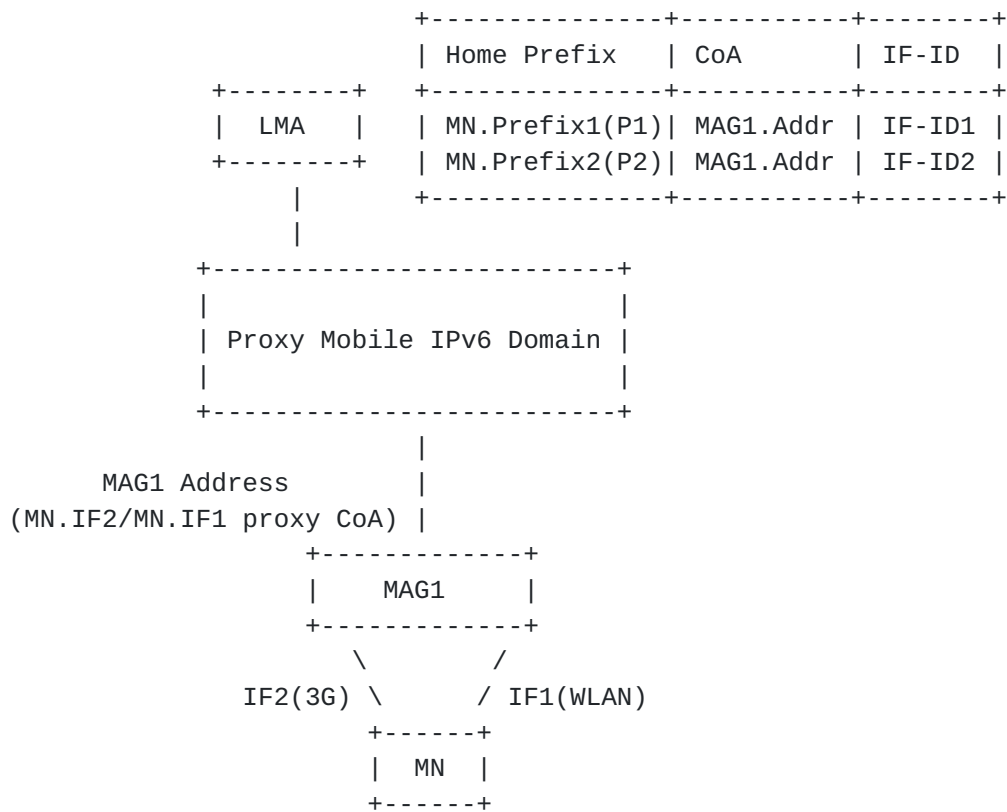 Home Prefix | CoA | IF-ID
LMA | MN.Prefix1(P1)| MAG1.Addr | IF-ID1
MN.Prefix2(P2)| MAG1.Addr | IF-ID2
Proxy Mobile IPv6 Domain
MAG1 Address
(MN.IF2/MN.IF1 proxy CoA)
MAG1
IF2(3G) IF1(WLAN)
MN